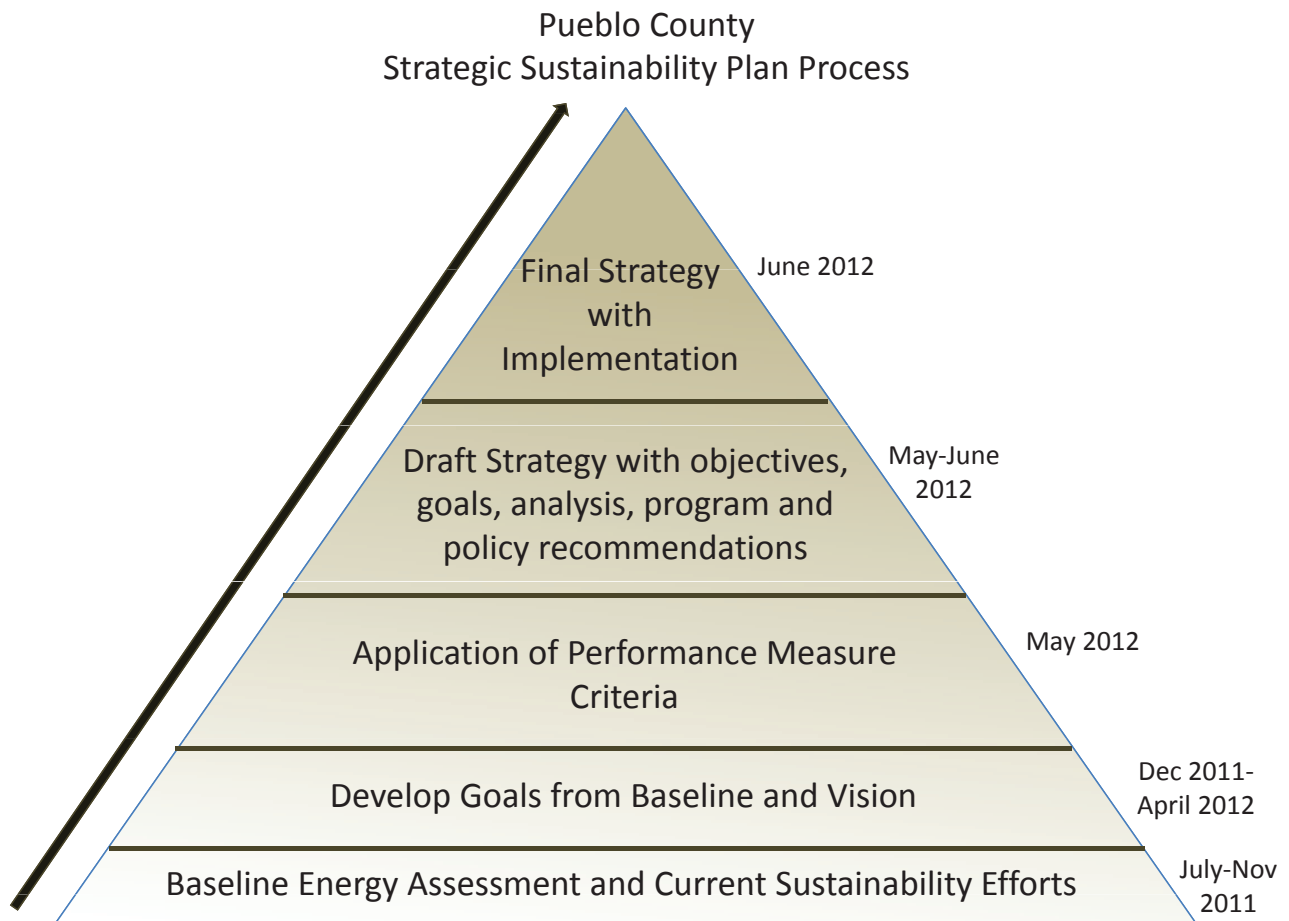 Pueblo County
Strategic Sustainability Plan Process
Final Strategy
with
Implementation
June 2012
Draft Strategy with objectives,
goals, analysis, program and
policy recommendations
May-June
2012
Application of Performance Measure
Criteria
May 2012
Develop Goals from Baseline and Vision
Dec 2011-
April 2012
Baseline Energy Assessment and Current Sustainability Efforts
July-Nov
2011